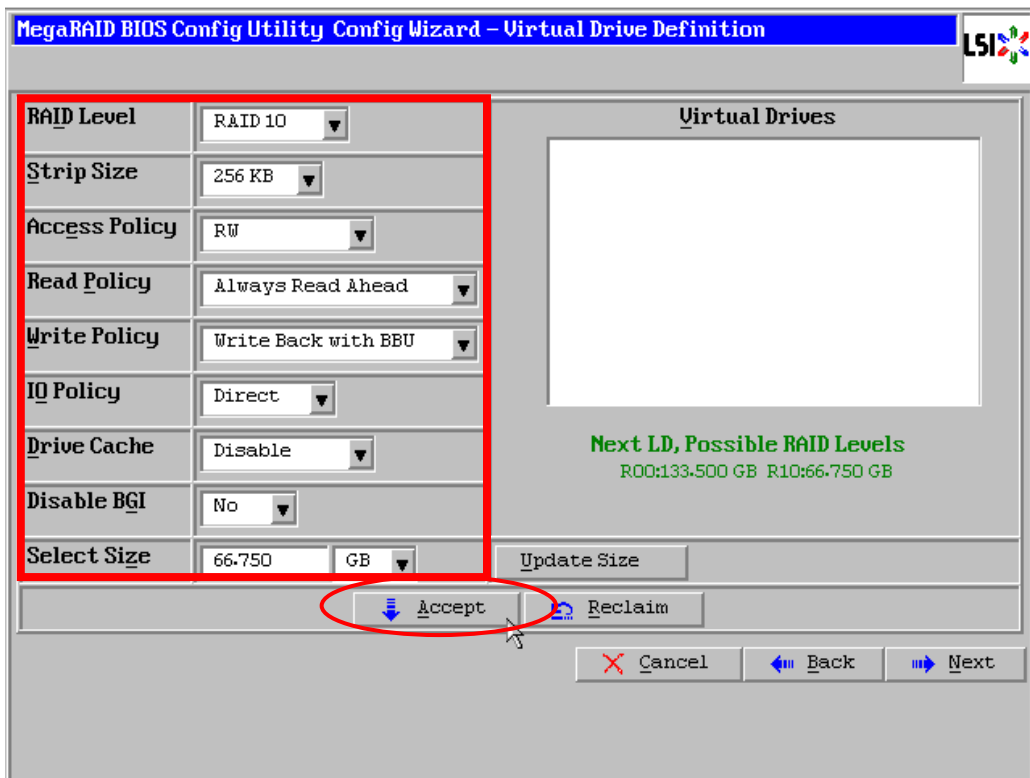 MegaRAID BIOS Config Utility Config Wizard – Virtual Drive Definition
LSI
RAID Level RAID 10
Strip Size 256 KB
Access Policy RW
Read Policy Always Read Ahead
Write Policy Write Back with BBU
IO Policy Direct
Drive Cache Disable
Disable BGI No
Select Size 66.750 GB
Virtual Drives
Next LD, Possible RAID Levels
R00:133.500 GB R10:66.750 GB
Update Size
Accept Reclaim
Cancel Back Next